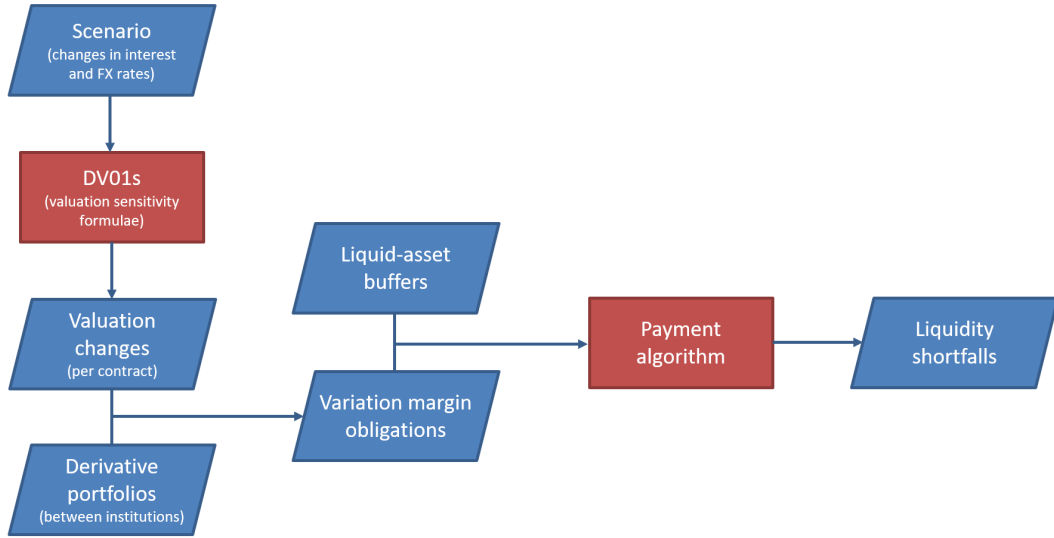 Scenario
(changes in interest
and FX rates)
DV01s
(valuation sensitivity
formulae)
Valuation
changes
(per contract)
Derivative
portfolios
(between institutions)
Liquid-asset
buffers
Variation margin
obligations
Payment
algorithm
Liquidity
shortfalls